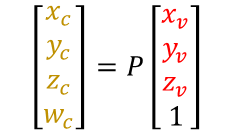 [x_c y_c z_c w_c] = P [x_v y_v z_v 1]